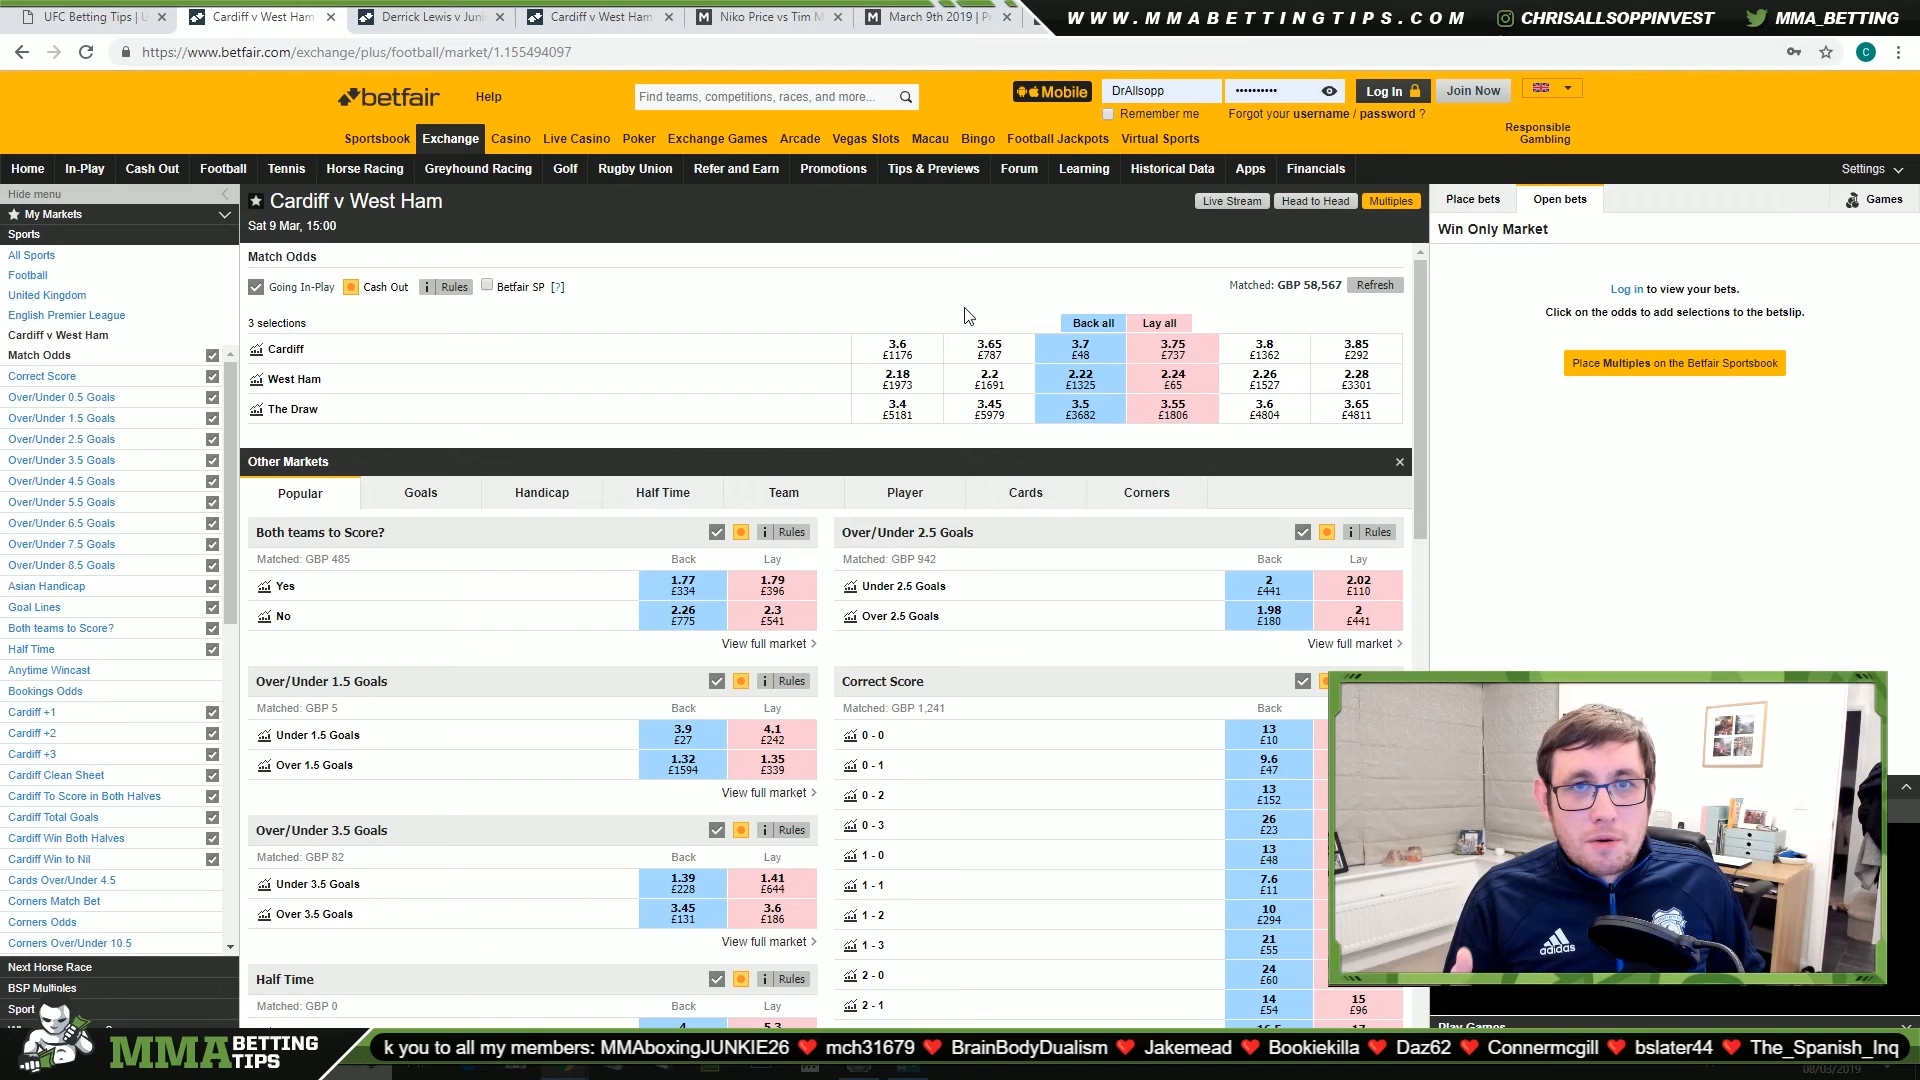 UFC Betting Tips | U
Cardiff v West Ham
Derrick Lewis v Juni
Cardiff v West Ham
Niko Price vs Tim M
March 9th 2019 | P
WWW.MMABETTINGTIPS.COM
CHRISALLSOPPINVEST
MMA_BETTING
https://www.betfair.com/exchange/plus/football/market/1.155494097
C
betfair
Help
Find teams, competitions, races, and more...
Mobile
DrAllsopp
••••••••••
Log In
Join Now
Remember me
Forgot your username / password ?
Responsible Gambling
Sportsbook Exchange Casino Live Casino Poker Exchange Games Arcade Vegas Slots Macau Bingo Football Jackpots Virtual Sports
Home In-Play Cash Out Football Tennis Horse Racing Greyhound Racing Golf Rugby Union Refer and Earn Promotions Tips & Previews Forum Learning Historical Data Apps Financials
Settings
Hide menu
My Markets
Sports
All Sports
Football
United Kingdom
English Premier League
Cardiff v West Ham
Match Odds
Correct Score
Over/Under 0.5 Goals
Over/Under 1.5 Goals
Over/Under 2.5 Goals
Over/Under 3.5 Goals
Over/Under 4.5 Goals
Over/Under 5.5 Goals
Over/Under 6.5 Goals
Over/Under 7.5 Goals
Over/Under 8.5 Goals
Asian Handicap
Goal Lines
Both teams to Score?
Half Time
Anytime Wincast
Bookings Odds
Cardiff +1
Cardiff +2
Cardiff +3
Cardiff Clean Sheet
Cardiff To Score in Both Halves
Cardiff Total Goals
Cardiff Win Both Halves
Cardiff Win to Nil
Cards Over/Under 4.5
Corners Match Bet
Corners Odds
Corners Over/Under 10.5
Next Horse Race
BSP Multiples
Sport
Cardiff v West Ham
Sat 9 Mar, 15:00
Live Stream
Head to Head
Multiples
Match Odds
Going In-Play
Cash Out
i Rules
Betfair SP [?]
Matched: GBP 58,567
Refresh
3 selections
Back all
Lay all
Cardiff
3.6 3.65 3.7 3.75 3.8 3.85
£1176 £787 £48 £737 £1362 £292
West Ham
2.18 2.2 2.22 2.24 2.26 2.28
£1973 £1691 £1325 £65 £1527 £3301
The Draw
3.4 3.45 3.5 3.55 3.6 3.65
£5181 £5979 £3682 £1806 £4804 £4811
Other Markets
Popular Goals Handicap Half Time Team Player Cards Corners
Both teams to Score?
i Rules
Matched: GBP 485
Back Lay
Yes
1.77 1.79
£334 £396
No
2.26 2.3
£775 £541
View full market
Over/Under 1.5 Goals
i Rules
Matched: GBP 5
Back Lay
Under 1.5 Goals
3.9 4.1
£27 £242
Over 1.5 Goals
1.32 1.35
£1594 £339
View full market
Over/Under 3.5 Goals
i Rules
Matched: GBP 82
Back Lay
Under 3.5 Goals
1.39 1.41
£228 £644
Over 3.5 Goals
3.45 3.6
£131 £186
View full market
Half Time
i Rules
Matched: GBP 0
Back Lay
4 5.3
Over/Under 2.5 Goals
i Rules
Matched: GBP 942
Back Lay
Under 2.5 Goals
2 2.02
£441 £110
Over 2.5 Goals
1.98 2
£180 £441
View full market
Correct Score
Matched: GBP 1,241
Back
0 - 0
13
£10
0 - 1
9.6
£47
0 - 2
13
£152
0 - 3
26
£23
1 - 0
13
£48
1 - 1
7.6
£11
1 - 2
10
£294
1 - 3
21
£55
2 - 0
24
£60
2 - 1
14 15
£54 £96
Place bets
Open bets
Games
Win Only Market
Log in to view your bets.
Click on the odds to add selections to the betslip.
Place Multiples on the Betfair Sportsbook
adidas
Play Games
MMA BETTING TIPS
k you to all my members: MMAboxingJUNKIE26 ❤ mch31679 ❤ BrainBodyDualism ❤ Jakemead ❤ Bookiekilla ❤ Daz62 ❤ Connermcgill ❤ bslater44 ❤ The_Spanish_Inq
08/03/2019